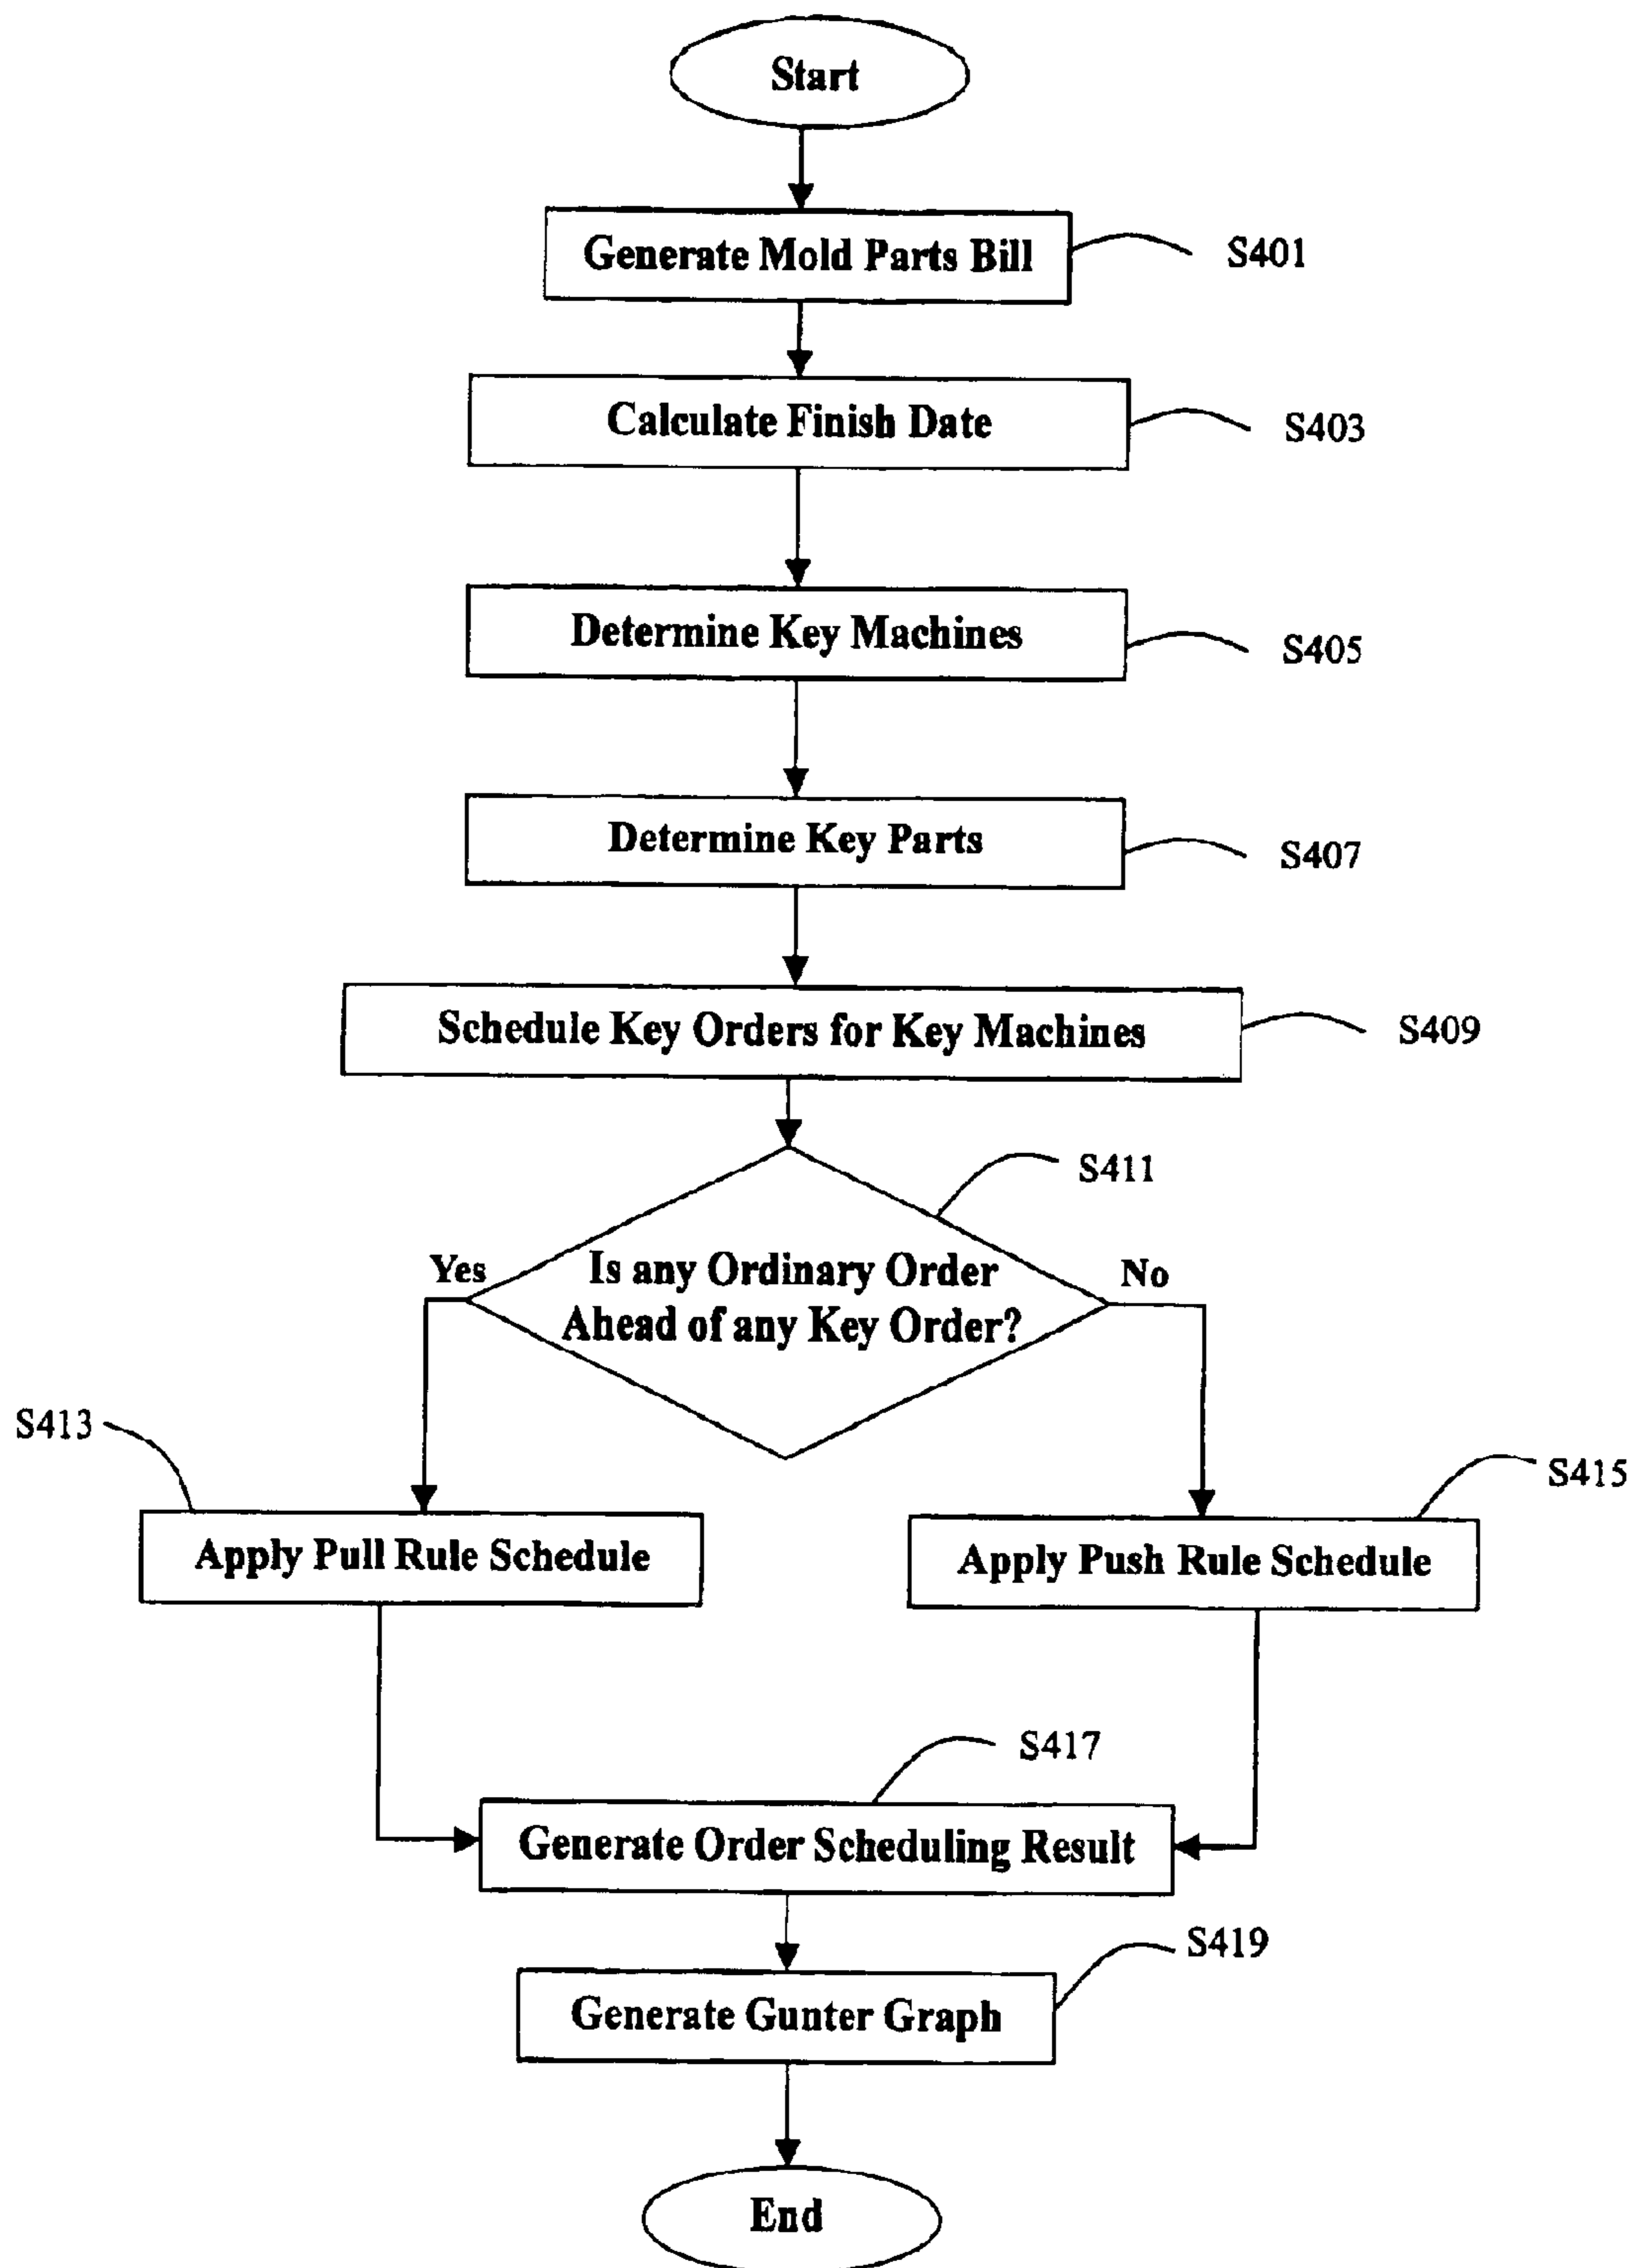 Start
Generate Mold Parts Bill
S401
Calculate Finish Date
S403
Determine Key Machines
S405
Determine Key Parts
S407
Schedule Key Orders for Key Machines
S409
S411
Yes
Is any Ordinary Order
Ahead of any Key Order?
No
S413
S415
Apply Pull Rule Schedule
Apply Push Rule Schedule
S417
Generate Order Scheduling Result
S419
Generate Gunter Graph
End